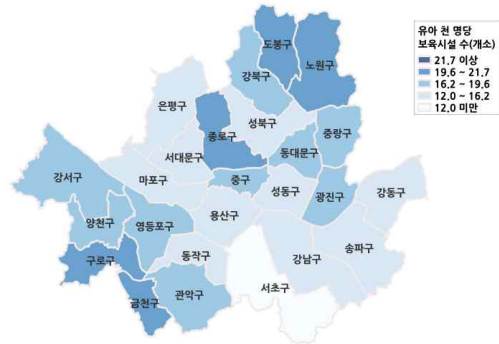 유아 천 명당
보육시설 수(개소)
21.7 이상
19.6 ~ 21.7
16.2 ~ 19.6
12.0 ~ 16.2
12.0 미만
도봉구
노원구
강북구
은평구
성북구
종로구
중랑구
동대문구
서대문구
강서구
마포구
중구
성동구
광진구
강동구
양천구
영등포구
용산구
송파구
동작구
강남구
구로구
서초구
관악구
금천구